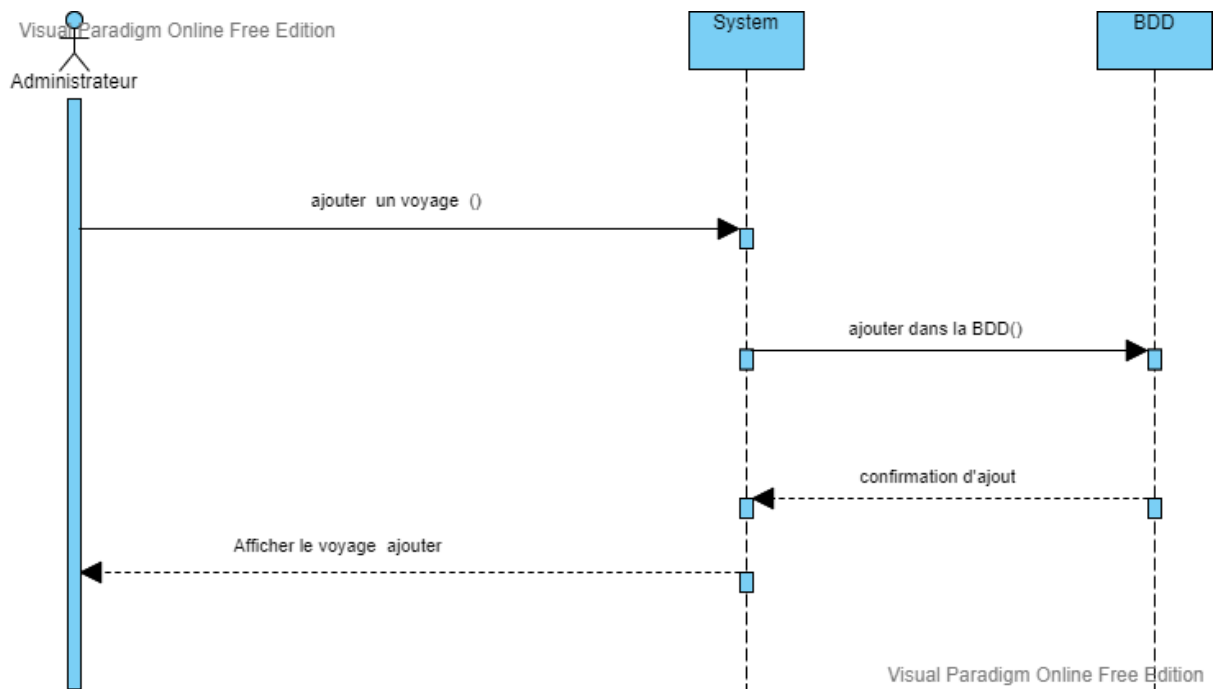 Visual Paradigm Online Free Edition
System
BDD
Administrateur
ajouter un voyage ()
ajouter dans la BDD()
confirmation d'ajout
Afficher le voyage ajouter
Visual Paradigm Online Free Edition